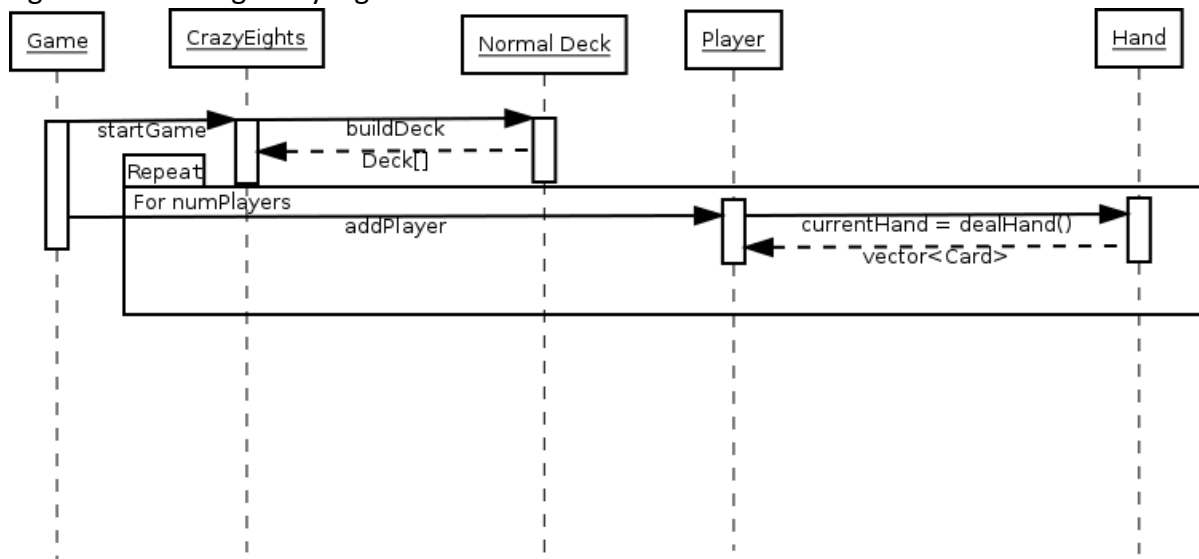 Game
CrazyEights
Normal Deck
Player
Hand
startGame
buildDeck
Deck[]
Repeat
For numPlayers
addPlayer
currentHand = dealHand()
vector<Card>